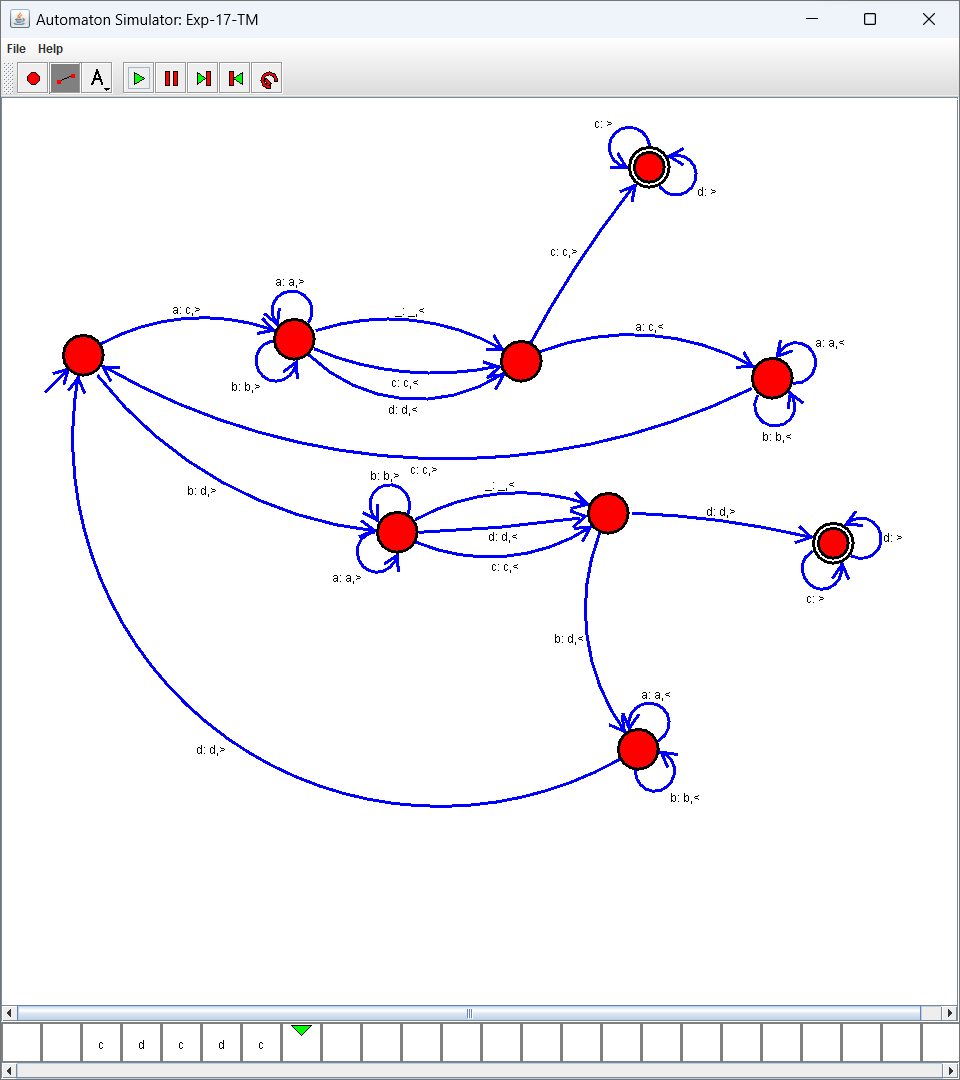 Automaton Simulator: Exp-17-TM
File Help
A
c: >
d: >
c: c,>
a: a,>
a: c,>
_: _,<
a: c,<
a: a,<
b: b,>
c: c,<
d: d,<
b: b,<
c: c,>
b: b,>
b: d,>
_: _,<
d: d,>
d: d,<
d: >
c: c,<
a: a,>
c: >
b: d,<
a: a,<
d: d,>
b: b,<
c d c d c